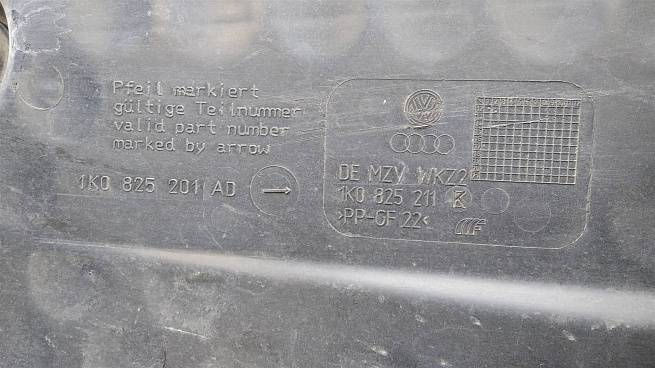 Pfeil markiert
gültige Teilnummer
valid part number
marked by arrow
1K0 825 201 AD
DE MZV WKZ2
1K0 825 211
>PP-GF 22<